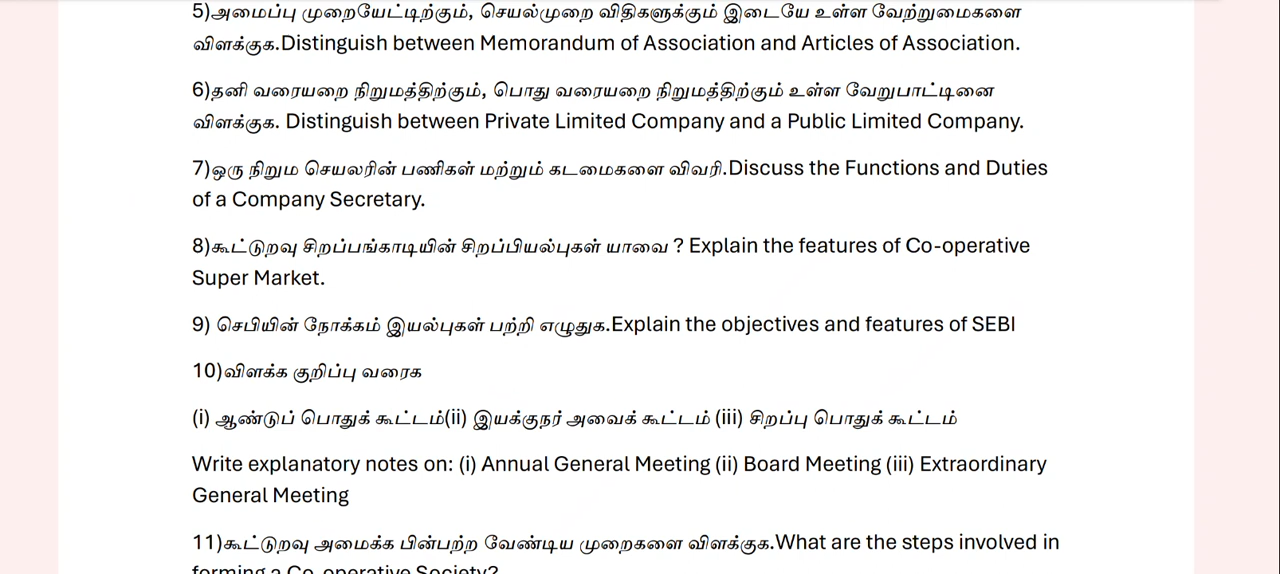 5)அமைப்பு முறையேட்டிற்கும், செயல்முறை விதிகளுக்கும் இடையே உள்ள வேற்றுமைகளை
விளக்குக.Distinguish between Memorandum of Association and Articles of Association.
6)தனி வரையறை நிறுமத்திற்கும், பொது வரையறை நிறுமத்திற்கும் உள்ள வேறுபாட்டினை
விளக்குக. Distinguish between Private Limited Company and a Public Limited Company.
7)ஒரு நிறும செயலரின் பணிகள் மற்றும் கடமைகளை விவரி.Discuss the Functions and Duties
of a Company Secretary.
8)கூட்டுறவு சிறப்பங்காடியின் சிறப்பியல்புகள் யாவை ? Explain the features of Co-operative
Super Market.
9) செபியின் நோக்கம் இயல்புகள் பற்றி எழுதுக.Explain the objectives and features of SEBI
10)விளக்க குறிப்பு வரைக
(i) ஆண்டுப் பொதுக் கூட்டம்(ii) இயக்குநர் அவைக் கூட்டம் (iii) சிறப்பு பொதுக் கூட்டம்
Write explanatory notes on: (i) Annual General Meeting (ii) Board Meeting (iii) Extraordinary
General Meeting
11)கூட்டுறவு அமைக்க பின்பற்ற வேண்டிய முறைகளை விளக்குக.What are the steps involved in
forming a Co-operative Society?